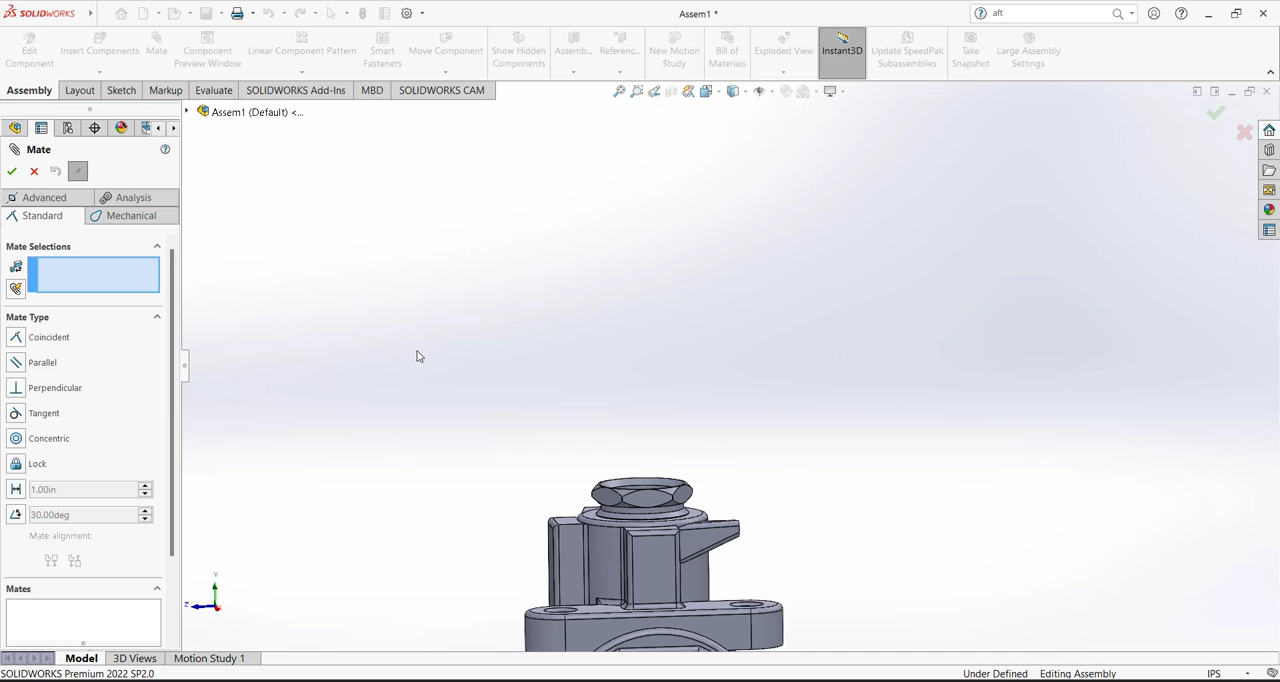 SOLIDWORKS
Assem1 *
aft
Edit Component
Insert Components
Mate
Component Preview Window
Linear Component Pattern
Smart Fasteners
Move Component
Show Hidden Components
Assemb...
Referenc...
New Motion Study
Bill of Materials
Exploded View
Instant3D
Update SpeedPak Subassemblies
Take Snapshot
Large Assembly Settings
Assembly
Layout
Sketch
Markup
Evaluate
SOLIDWORKS Add-Ins
MBD
SOLIDWORKS CAM
Assem1 (Default) <...
Mate
Advanced
Analysis
Standard
Mechanical
Mate Selections
Mate Type
Coincident
Parallel
Perpendicular
Tangent
Concentric
Lock
1.00in
30.00deg
Mate alignment:
Mates
Y
Z
Model
3D Views
Motion Study 1
SOLIDWORKS Premium 2022 SP2.0
Under Defined
Editing Assembly
IPS